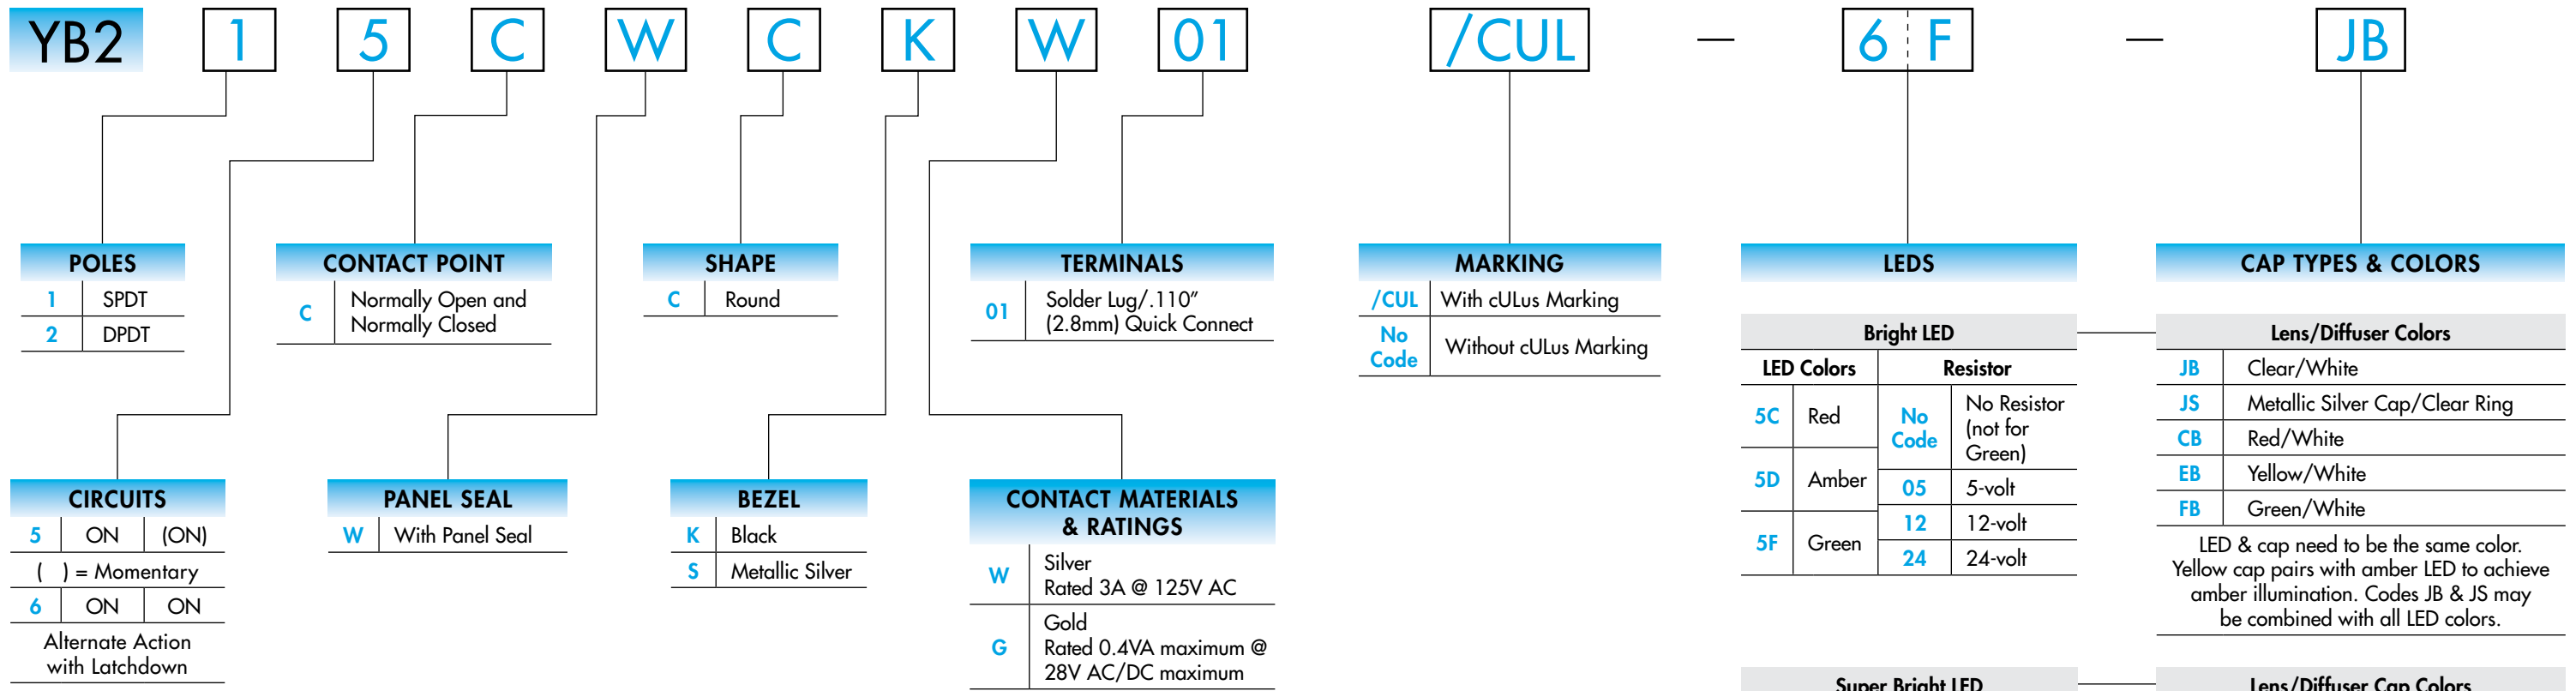 YB2 1 5 C W C K W 01 /CUL — 6 F — JB
POLES
1 SPDT
2 DPDT
CONTACT POINT
C Normally Open and
Normally Closed
SHAPE
C Round
TERMINALS
01 Solder Lug/.110”
(2.8mm) Quick Connect
MARKING
/CUL With cULus Marking
No
Code Without cULus Marking
LEDS
Bright LED
LED Colors Resistor
5C Red
5D Amber
5F Green
No
Code No Resistor
(not for
Green)
05 5-volt
12 12-volt
24 24-volt
CAP TYPES & COLORS
Lens/Diffuser Colors
JB Clear/White
JS Metallic Silver Cap/Clear Ring
CB Red/White
EB Yellow/White
FB Green/White
LED & cap need to be the same color.
Yellow cap pairs with amber LED to achieve
amber illumination. Codes JB & JS may
be combined with all LED colors.
CIRCUITS
5 ON (ON)
( ) = Momentary
6 ON ON
Alternate Action
with Latchdown
PANEL SEAL
W With Panel Seal
BEZEL
K Black
S Metallic Silver
CONTACT MATERIALS
& RATINGS
W Silver
Rated 3A @ 125V AC
G Gold
Rated 0.4VA maximum @
28V AC/DC maximum
Super Bright LED
Lens/Diffuser Cap Colors